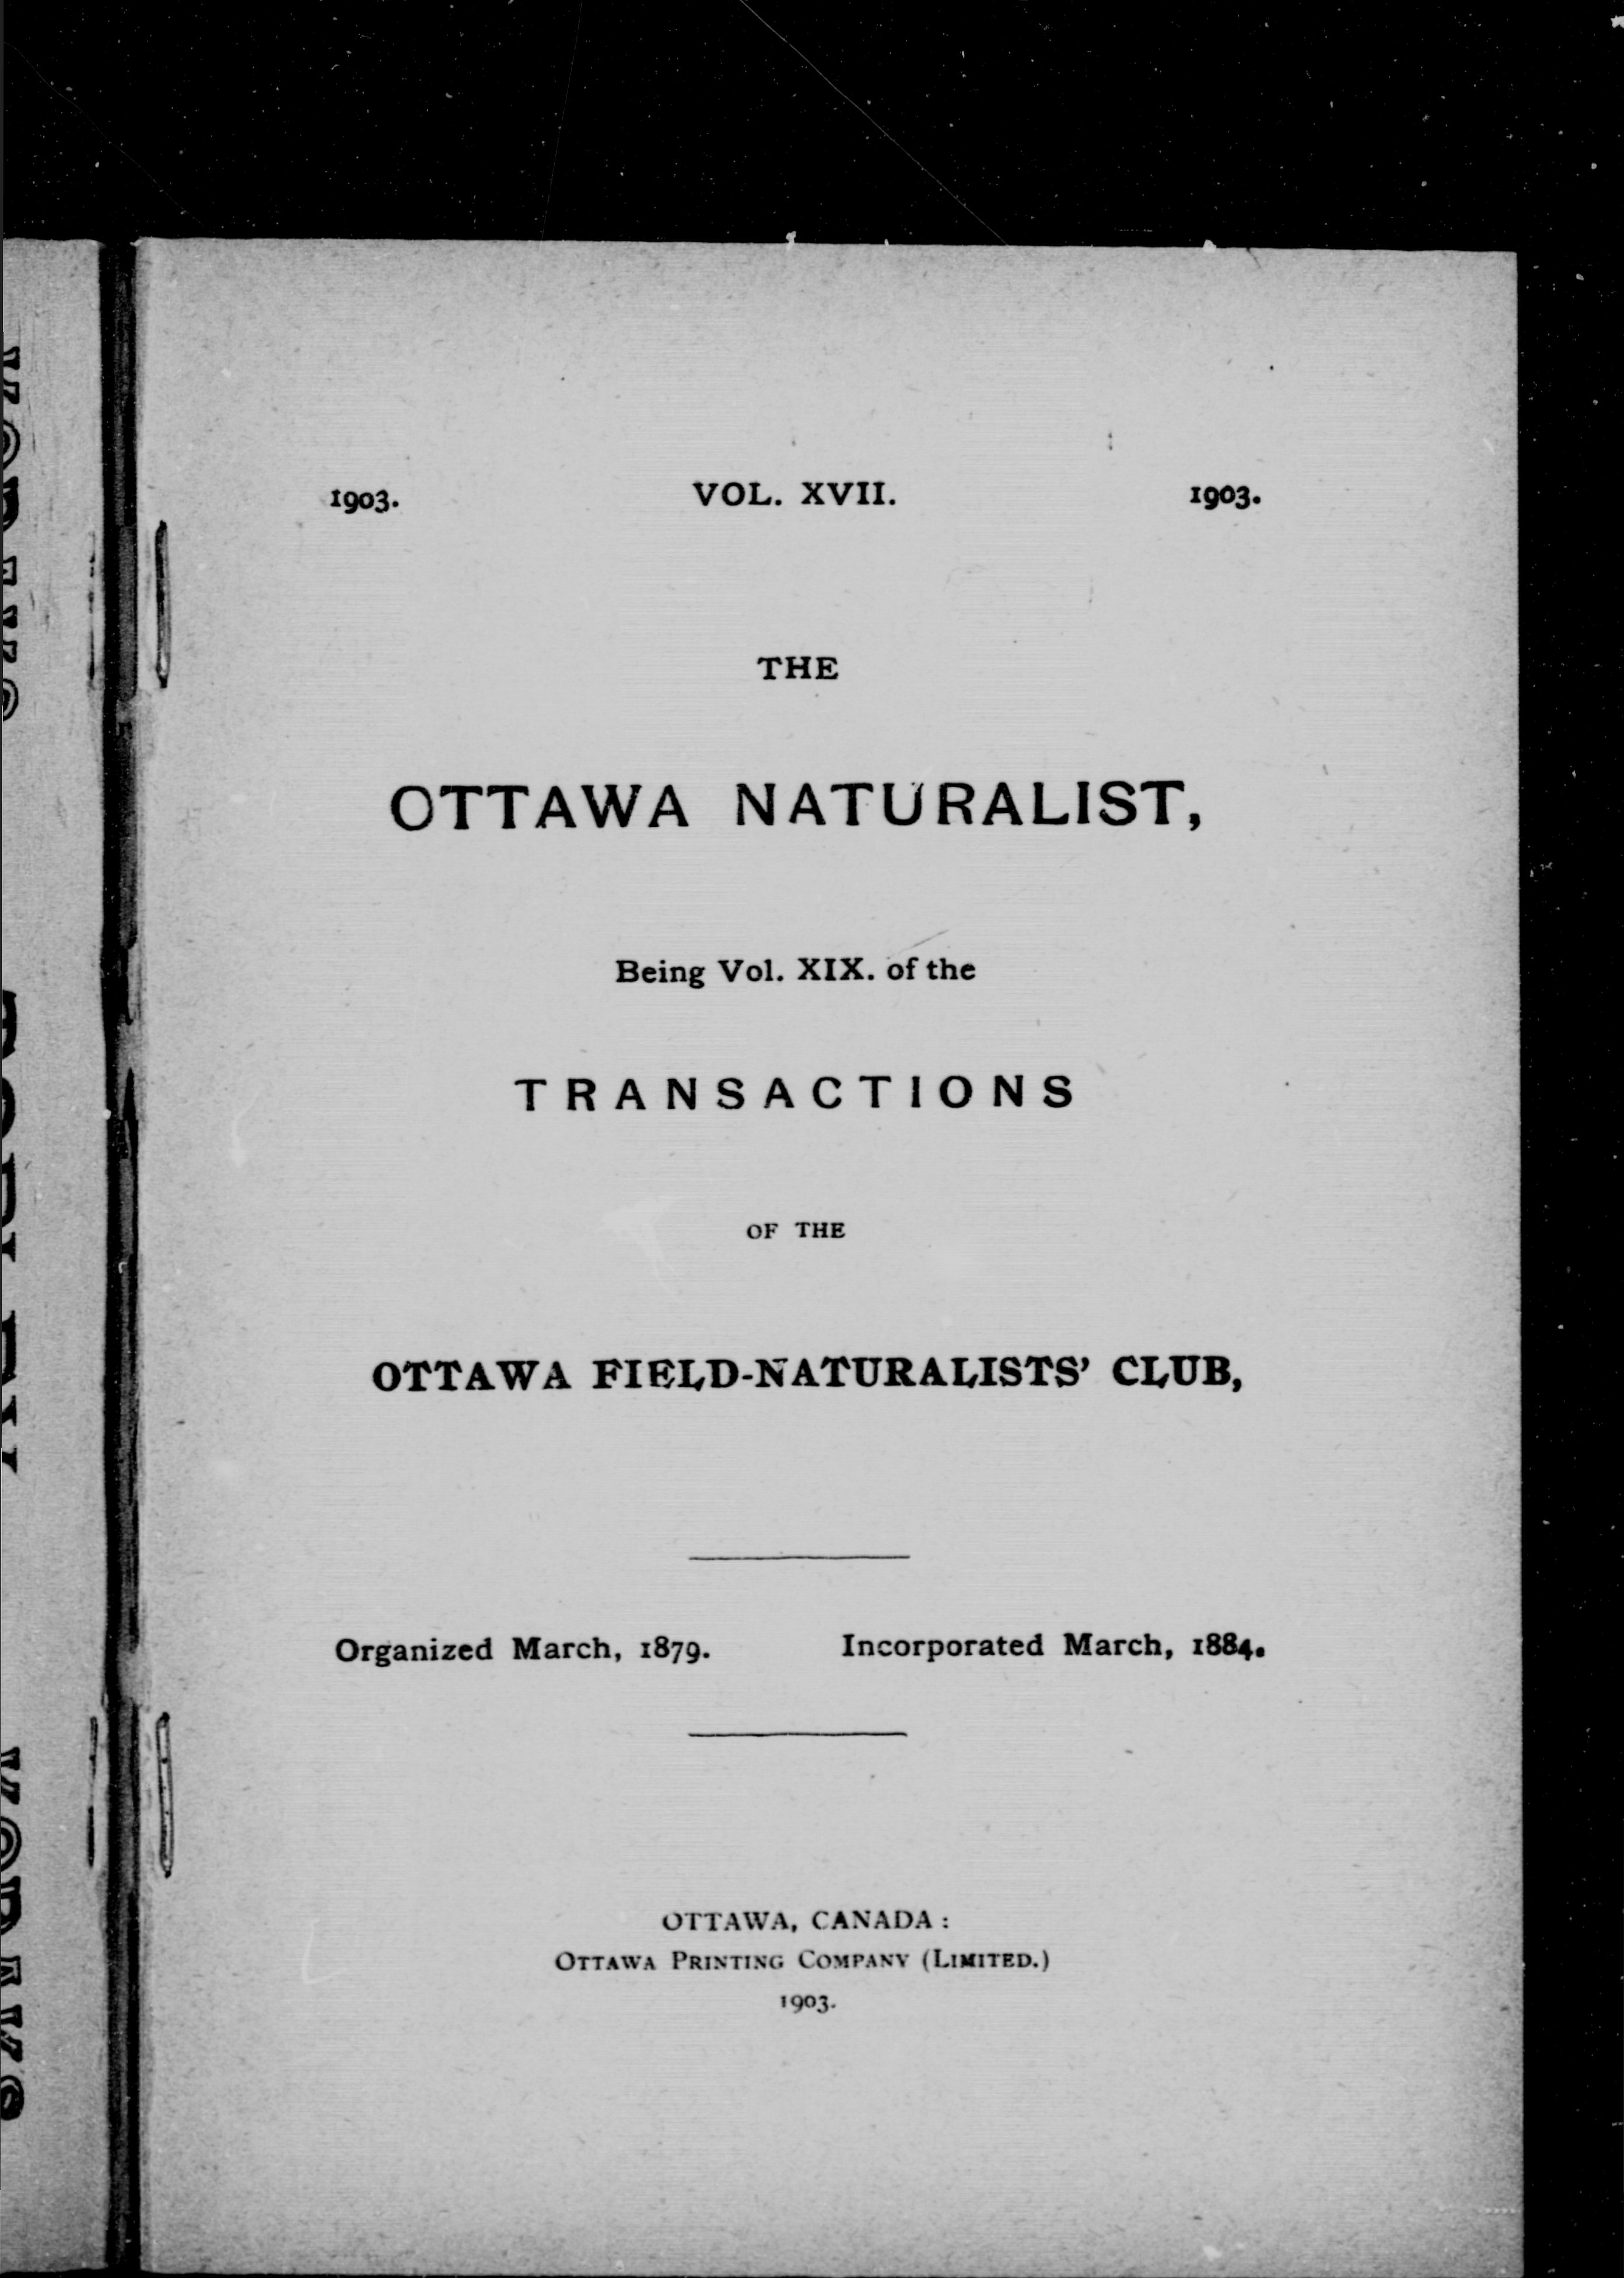 1903. VOL. XVII. 1903.
THE
OTTAWA NATURALIST,
Being Vol. XIX. of the
TRANSACTIONS
OF THE
OTTAWA FIELD-NATURALISTS' CLUB,
Organized March, 1879. Incorporated March, 1884.
OTTAWA, CANADA :
OTTAWA PRINTING COMPANY (LIMITED.)
1903.